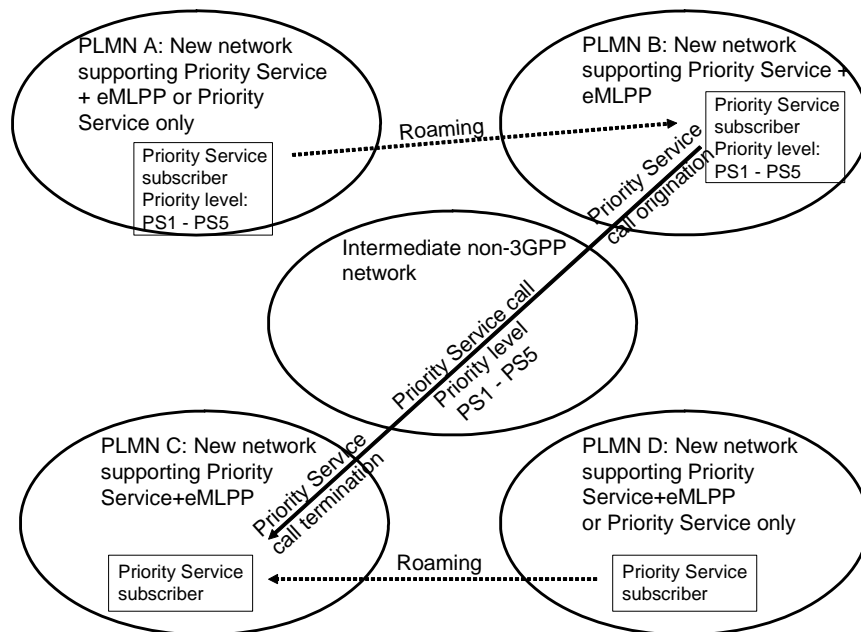 PLMN A: New network
supporting Priority Service
+ eMLPP or Priority
Service only
Priority Service
subscriber
Priority level:
PS1 - PS5
Roaming
PLMN B: New network
supporting Priority Service +
eMLPP
Priority Service
subscriber
Priority level:
PS1 - PS5
Priority Service
call origination
Intermediate non-3GPP
network
Priority Service call
Priority level
PS1 - PS5
PLMN C: New network
supporting Priority
Service+eMLPP
Priority Service
call termination
Priority Service
subscriber
Roaming
PLMN D: New network
supporting Priority
Service+eMLPP
or Priority Service only
Priority Service
subscriber